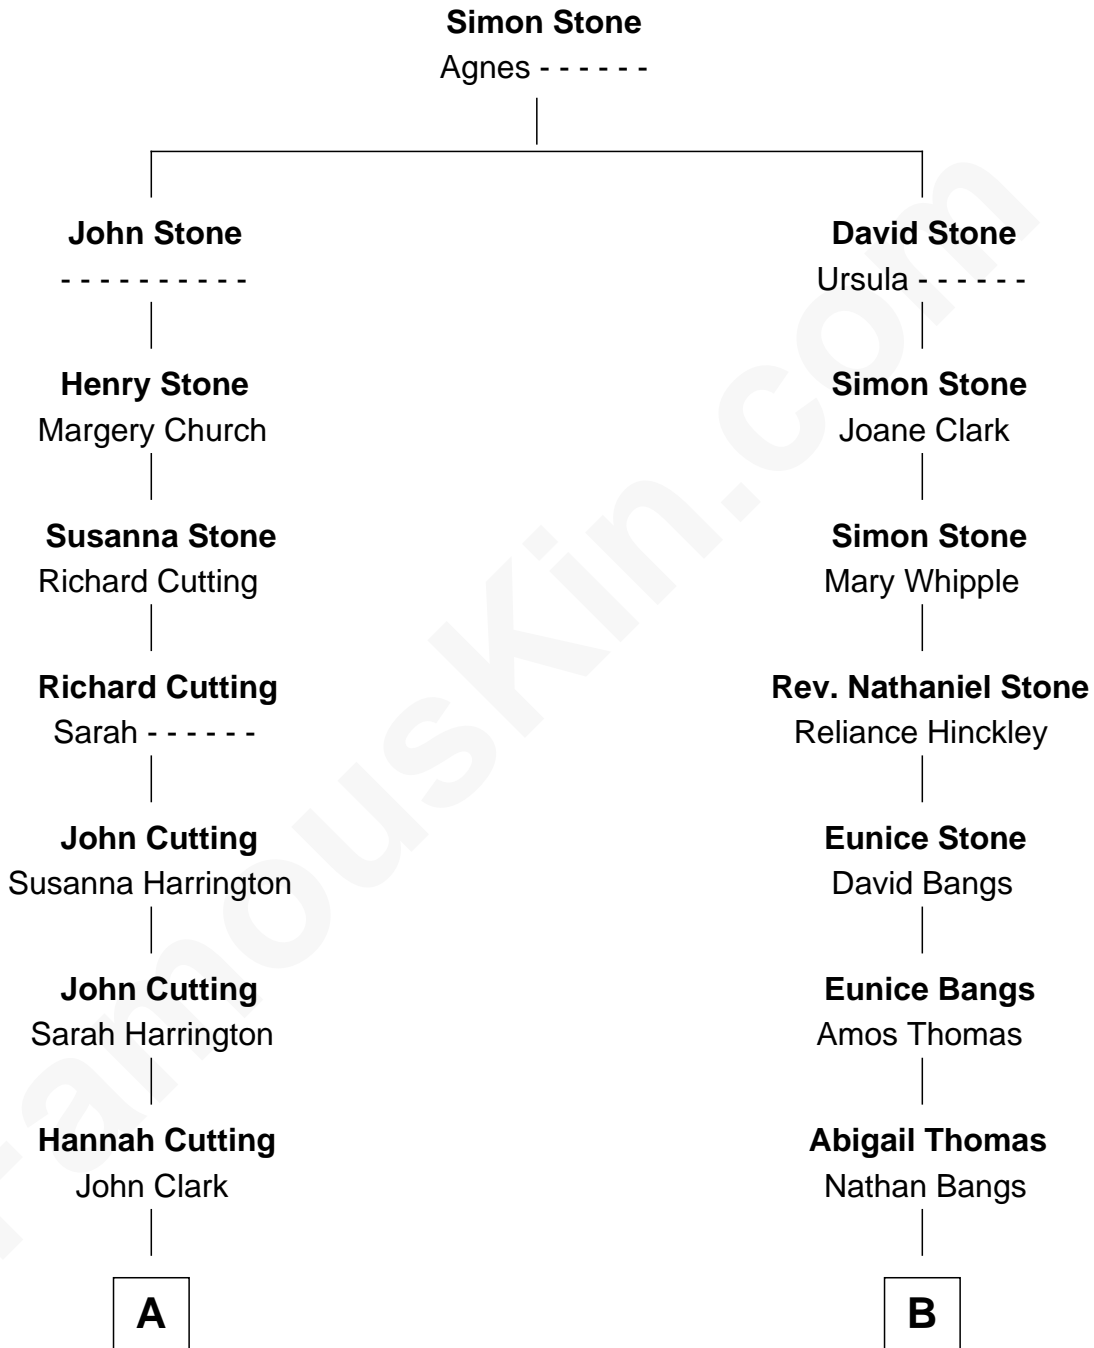 Simon Stone
Agnes - - - - - -
John Stone
- - - - - - - - - -
David Stone
Ursula - - - - - -
Henry Stone
Margery Church
Simon Stone
Joane Clark
Susanna Stone
Richard Cutting
Simon Stone
Mary Whipple
Richard Cutting
Sarah - - - - - -
Rev. Nathaniel Stone
Reliance Hinckley
John Cutting
Susanna Harrington
Eunice Stone
David Bangs
John Cutting
Sarah Harrington
Eunice Bangs
Amos Thomas
Hannah Cutting
John Clark
Abigail Thomas
Nathan Bangs
A
B
FamousKin.com